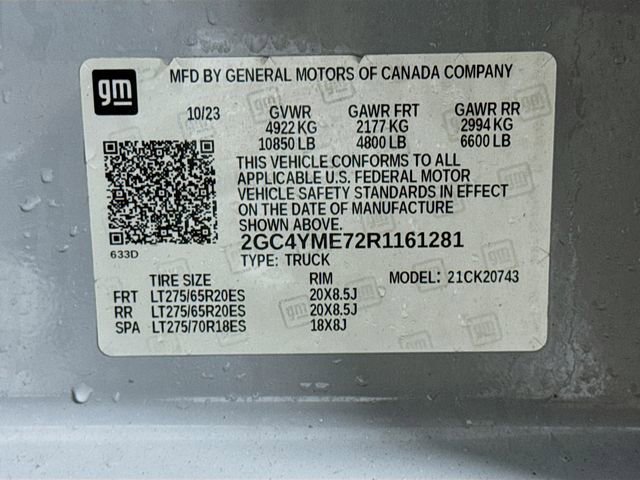 gm
MFD BY GENERAL MOTORS OF CANADA COMPANY
10/23 GVWR GAWR FRT GAWR RR
4922 KG 2177 KG 2994 KG
10850 LB 4800 LB 6600 LB
THIS VEHICLE CONFORMS TO ALL
APPLICABLE U.S. FEDERAL MOTOR
VEHICLE SAFETY STANDARDS IN EFFECT
ON THE DATE OF MANUFACTURE
SHOWN ABOVE.
2GC4YME72R1161281
633D TYPE: TRUCK
TIRE SIZE RIM MODEL: 21CK20743
FRT LT275/65R20ES 20X8.5J
RR LT275/65R20ES 20X8.5J
SPA LT275/70R18ES 18X8J